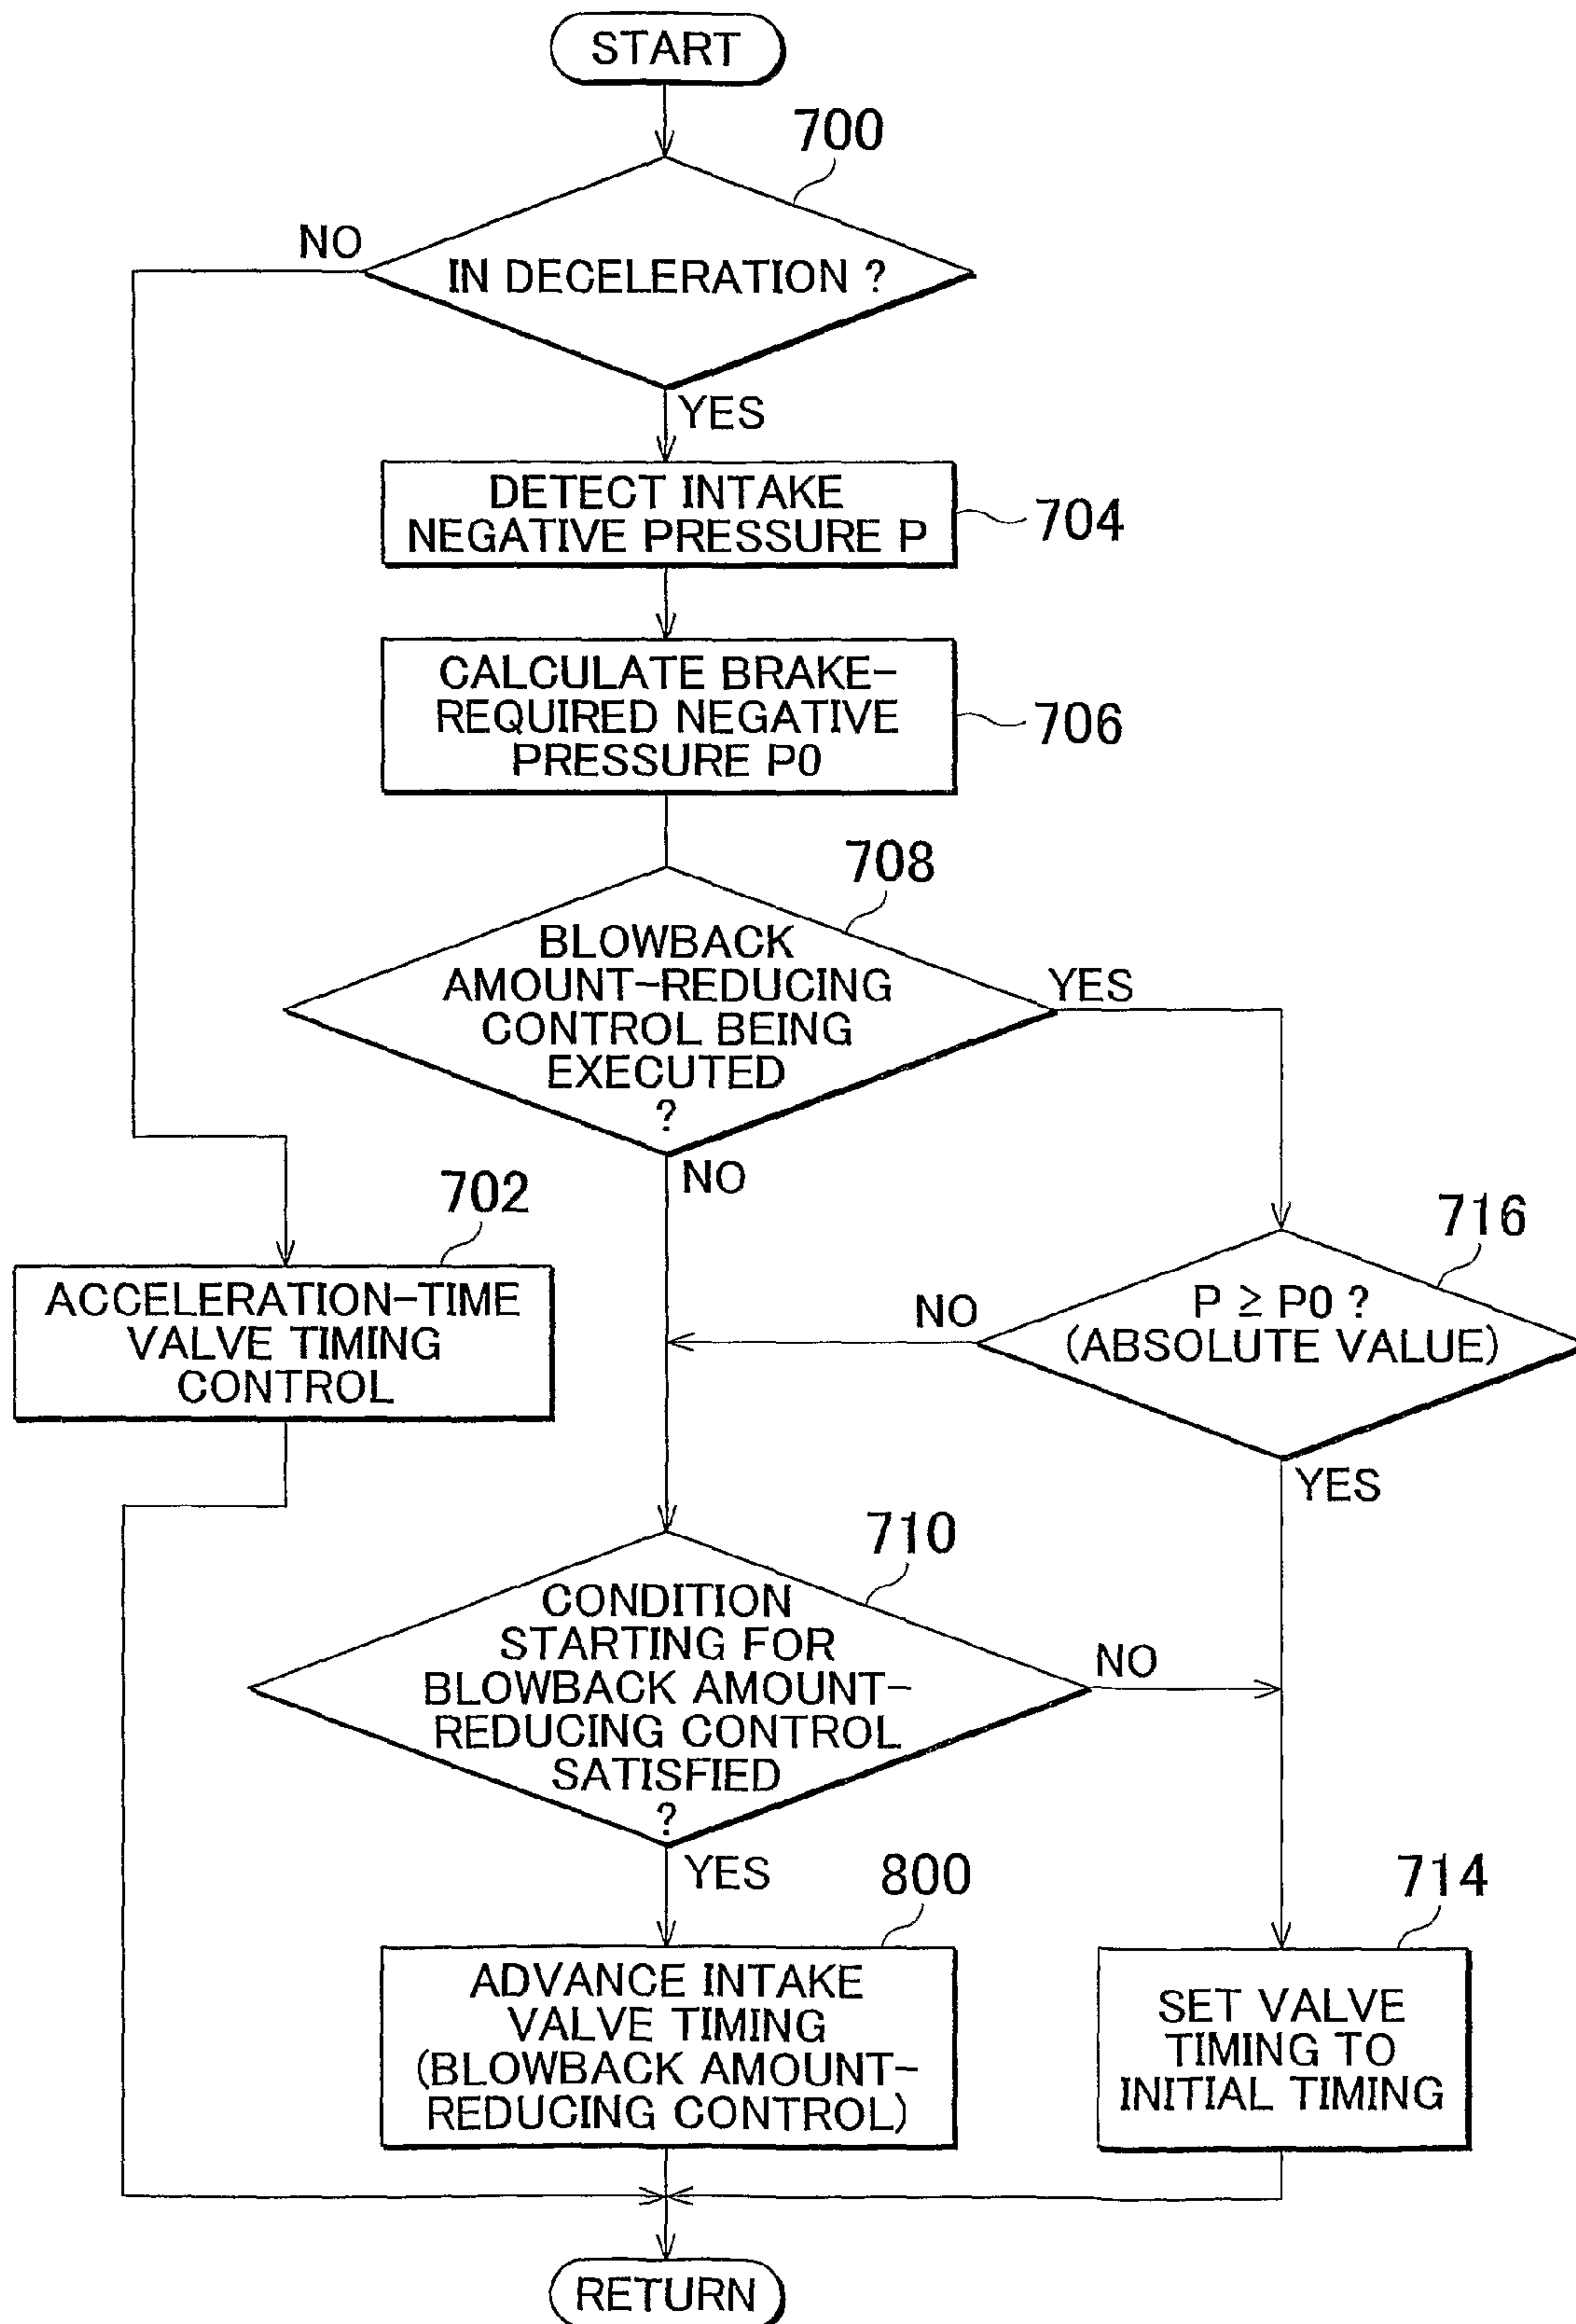 START
700
NO
IN DECELERATION ?
YES
DETECT INTAKE
NEGATIVE PRESSURE P
704
CALCULATE BRAKE-
REQUIRED NEGATIVE
PRESSURE P0
706
708
BLOWBACK
AMOUNT-REDUCING
CONTROL BEING
EXECUTED
?
YES
NO
702
ACCELERATION-TIME
VALVE TIMING
CONTROL
716
P ≥ P0 ?
(ABSOLUTE VALUE)
NO
YES
710
CONDITION
STARTING FOR
BLOWBACK AMOUNT-
REDUCING CONTROL
SATISFIED
?
NO
YES
800
ADVANCE INTAKE
VALVE TIMING
(BLOWBACK AMOUNT-
REDUCING CONTROL)
714
SET VALVE
TIMING TO
INITIAL TIMING
RETURN